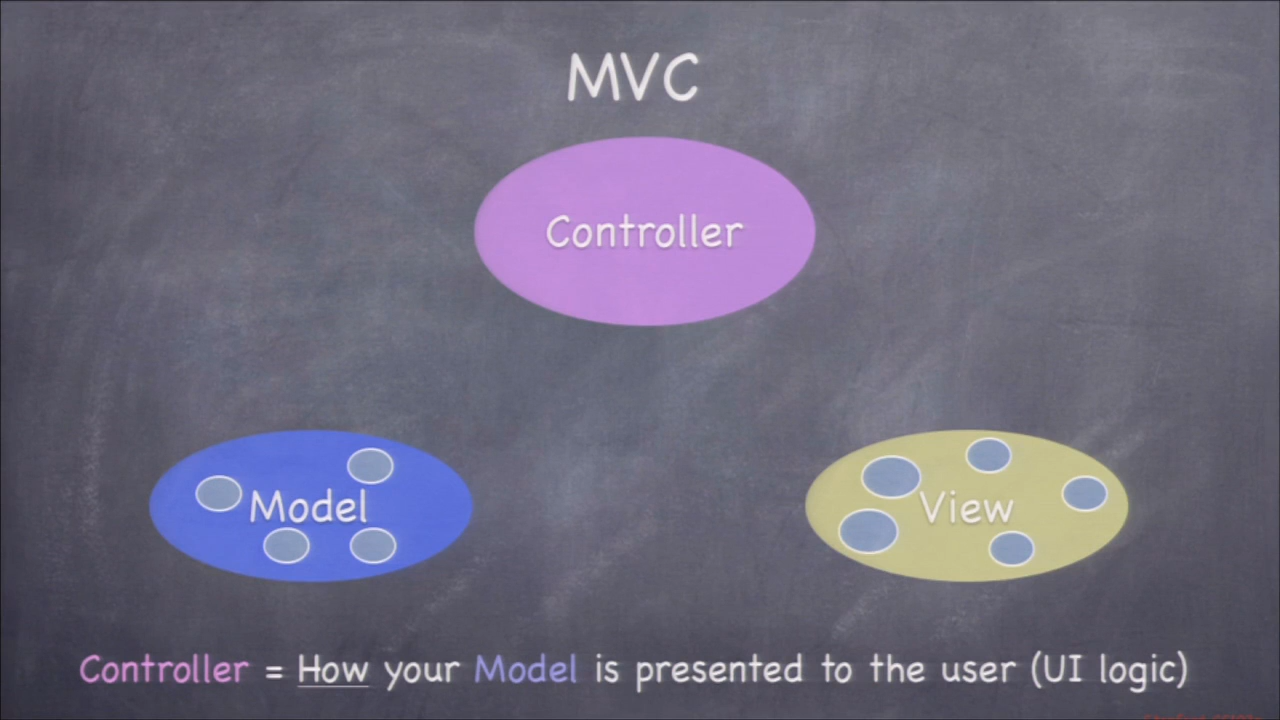 MVC
Controller
Model
View
Controller = How your Model is presented to the user (UI logic)